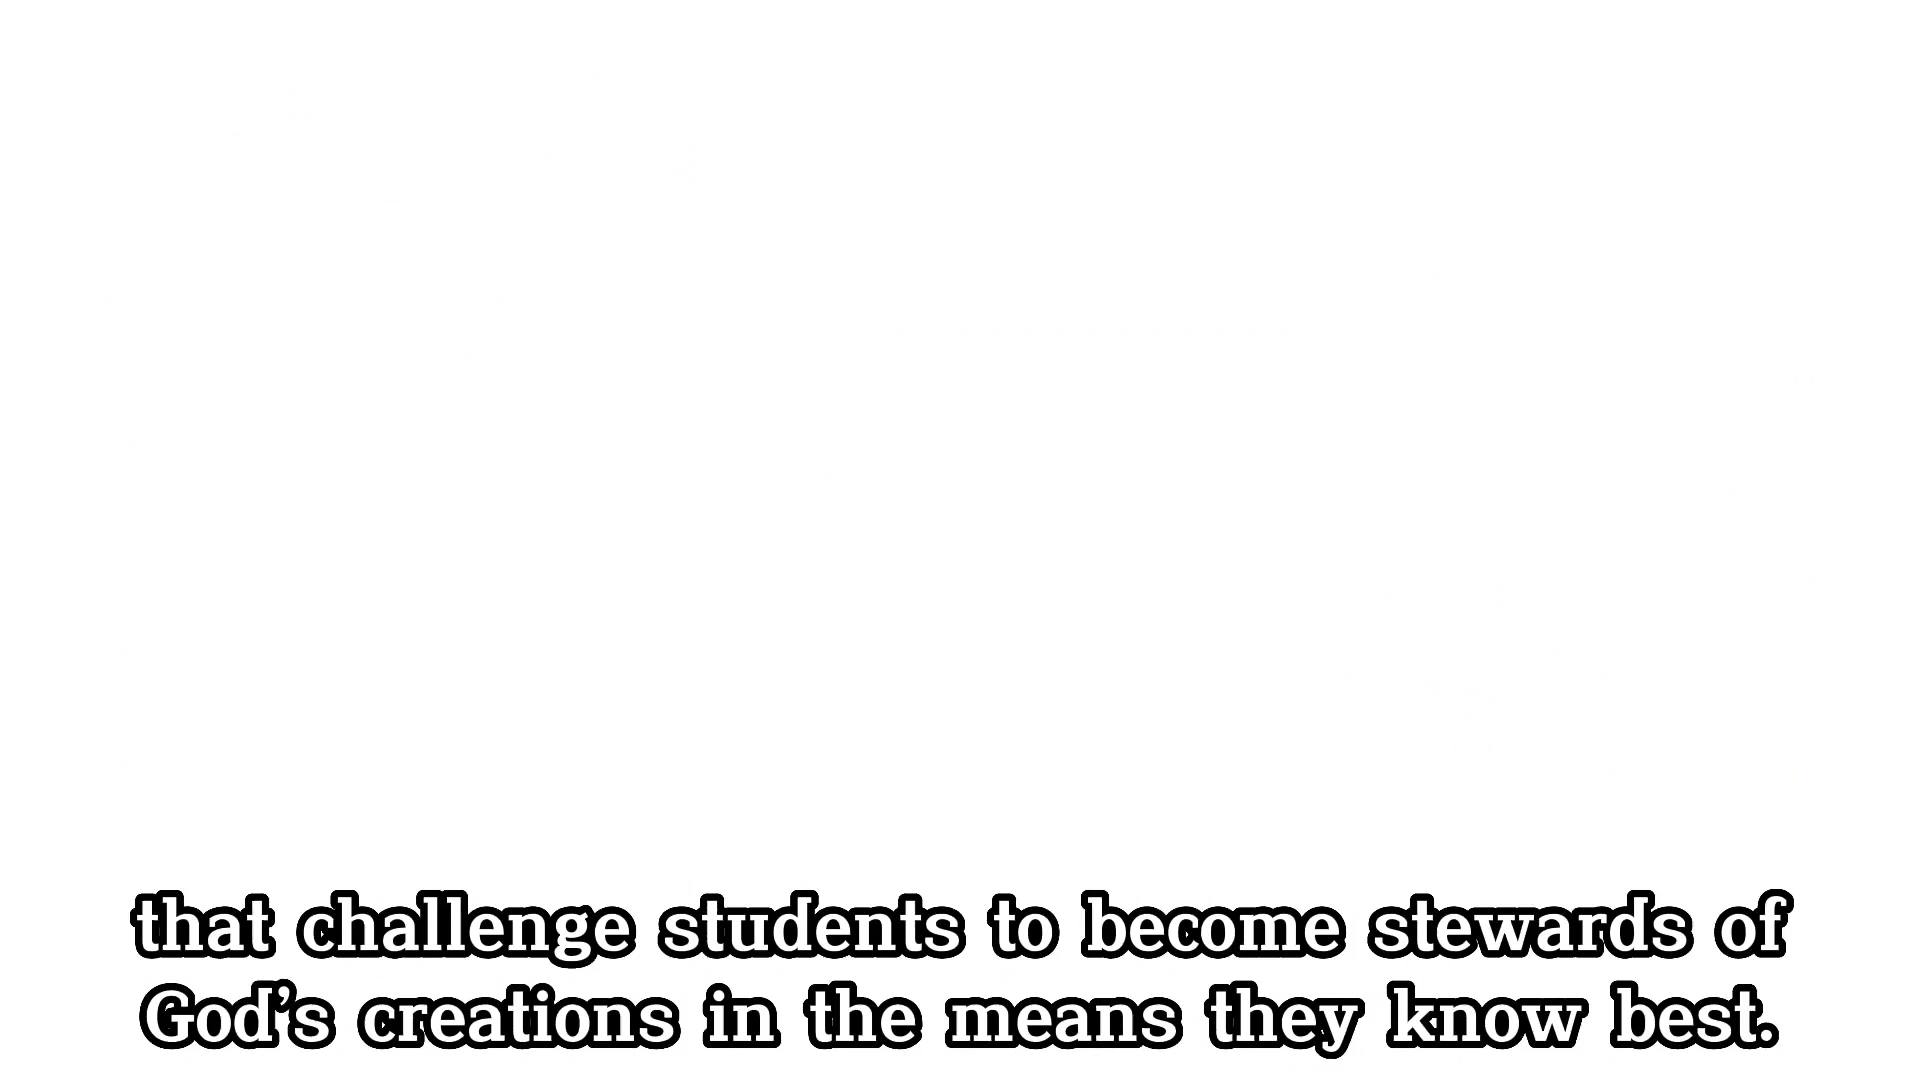 that challenge students to become stewards of
God’s creations in the means they know best.